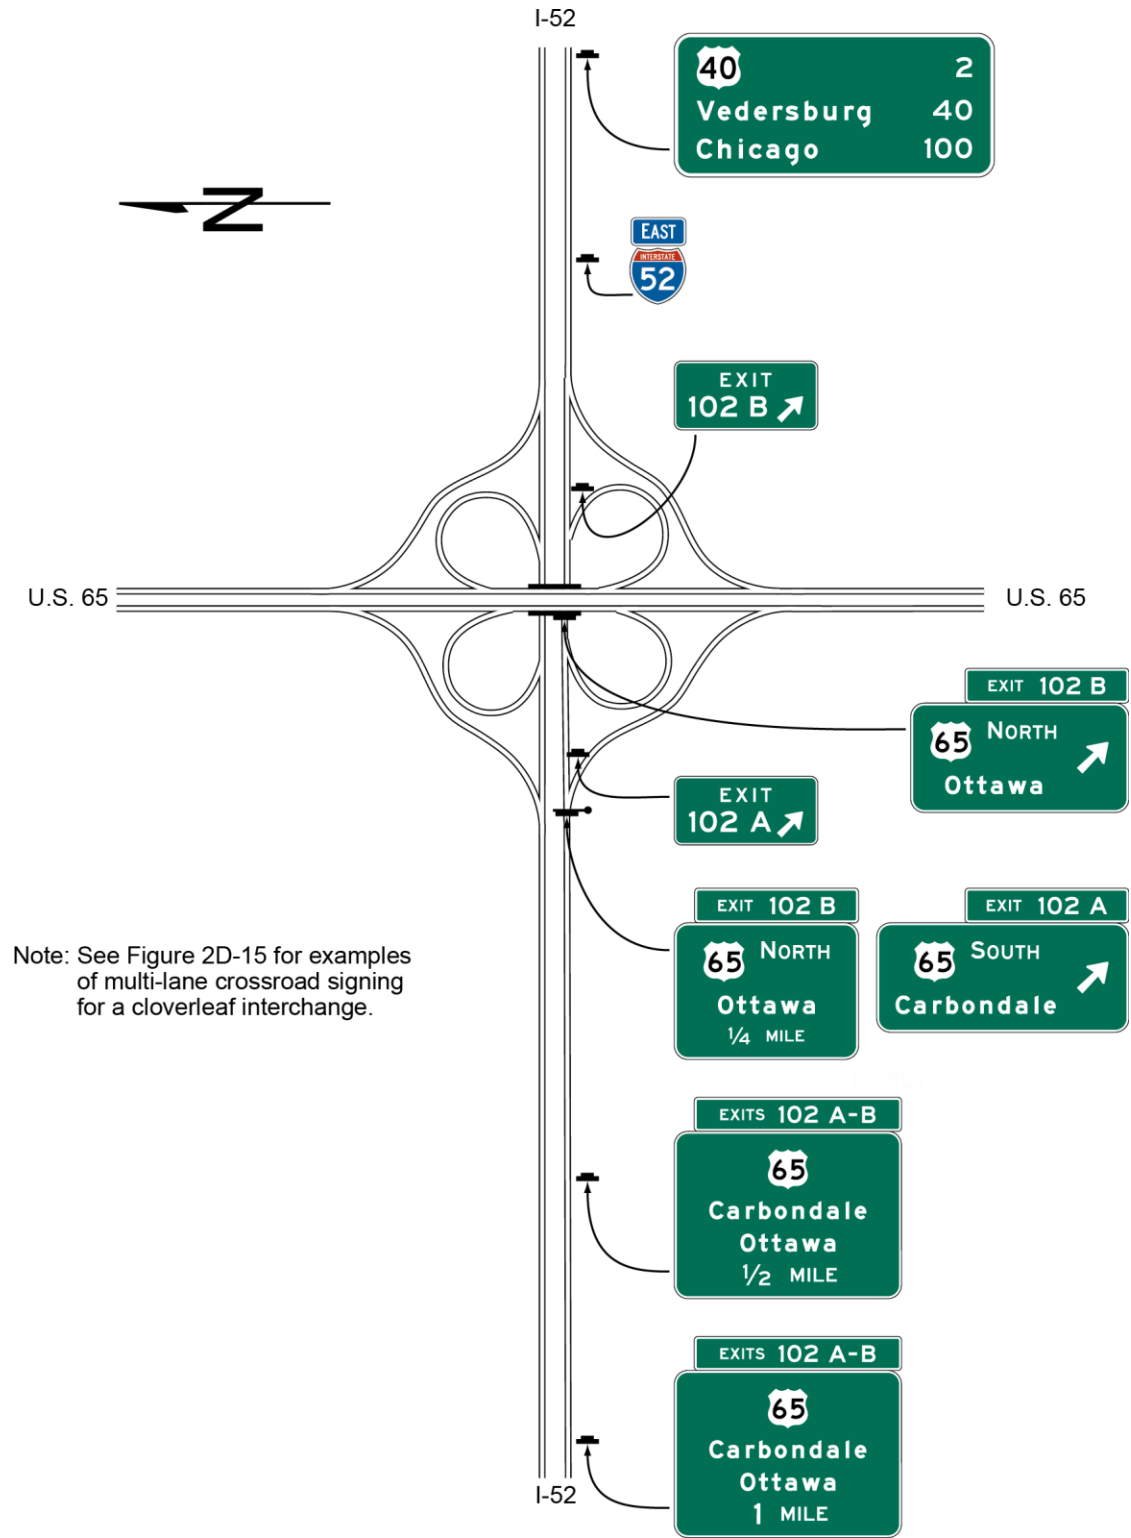 I-52
40 2
Vedersburg 40
Chicago 100
N
EAST
INTERSTATE
52
EXIT
102 B
U.S. 65
U.S. 65
EXIT 102 B
65 NORTH
Ottawa
EXIT
102 A
EXIT 102 B
65 NORTH
Ottawa
1/4 MILE
EXIT 102 A
65 SOUTH
Carbondale
Note: See Figure 2D-15 for examples
of multi-lane crossroad signing
for a cloverleaf interchange.
EXITS 102 A-B
65
Carbondale
Ottawa
1/2 MILE
EXITS 102 A-B
65
Carbondale
Ottawa
1 MILE
I-52